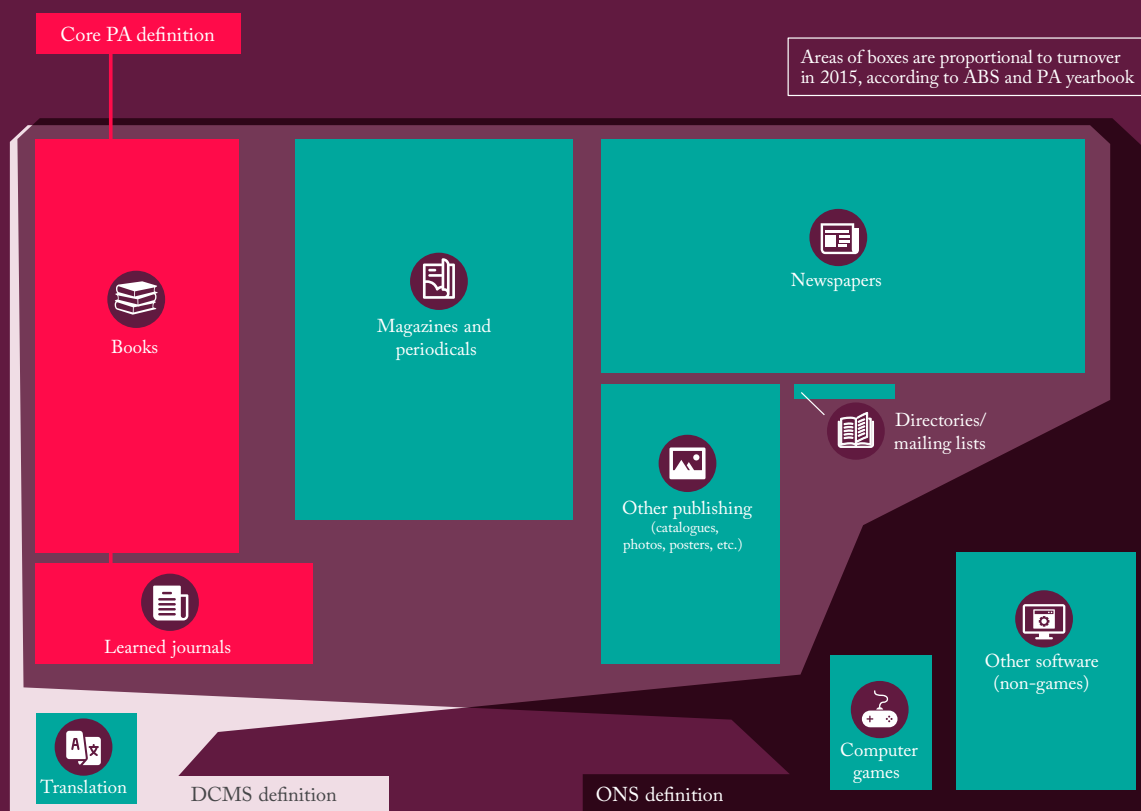 Core PA definition
Areas of boxes are proportional to turnover
in 2015, according to ABS and PA yearbook
Books
Magazines and
periodicals
Newspapers
Directories/
mailing lists
Other publishing
(catalogues,
photos, posters, etc.)
Learned journals
Other software
(non-games)
Computer
games
A文
Translation
DCMS definition
ONS definition